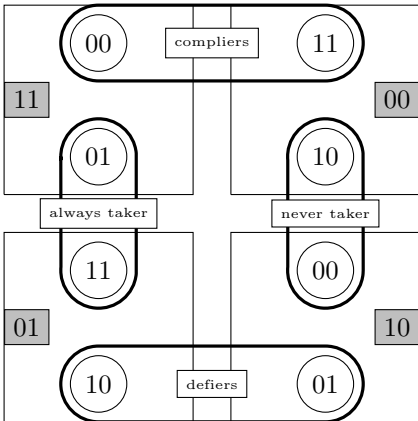 00 compliers 11
11 00
01 10
always taker never taker
11 00
01 10
10 defiers 01